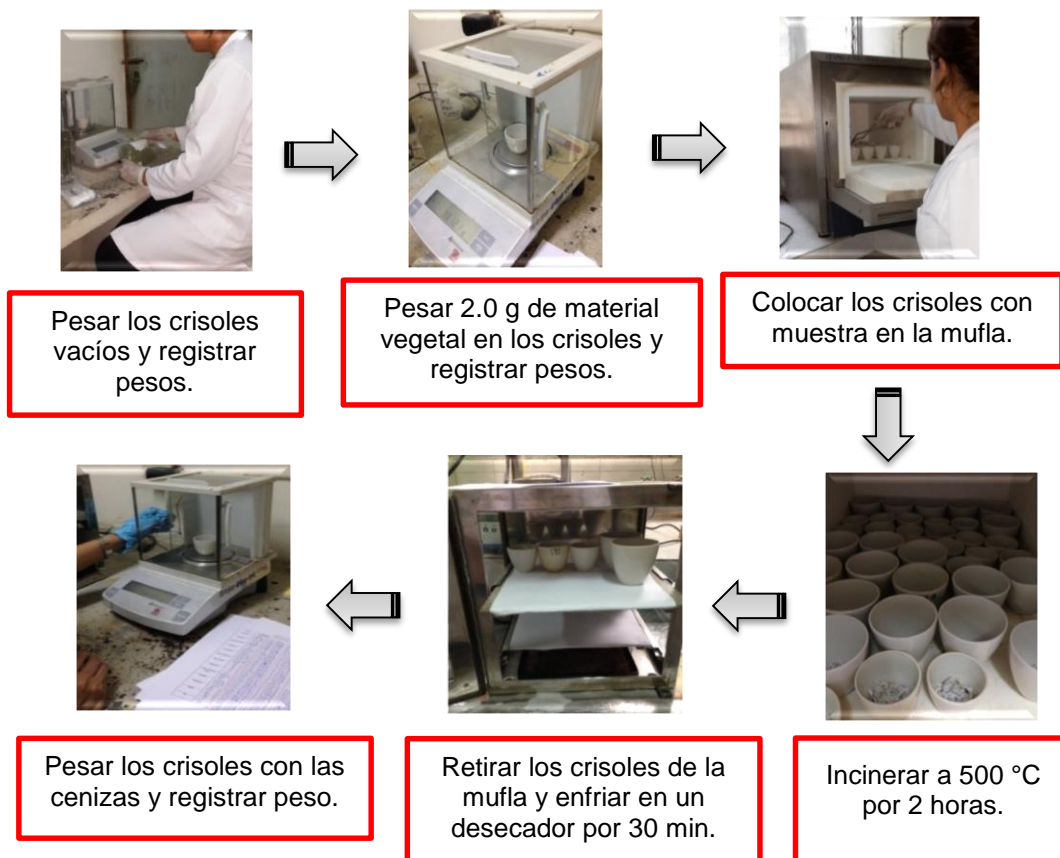 Pesar los crisoles
vacíos y registrar
pesos.
Pesar 2.0 g de material
vegetal en los crisoles y
registrar pesos.
Colocar los crisoles con
muestra en la mufla.
Incinerar a 500 °C
por 2 horas.
Retirar los crisoles de la
mufla y enfriar en un
desecador por 30 min.
Pesar los crisoles con las
cenizas y registrar peso.